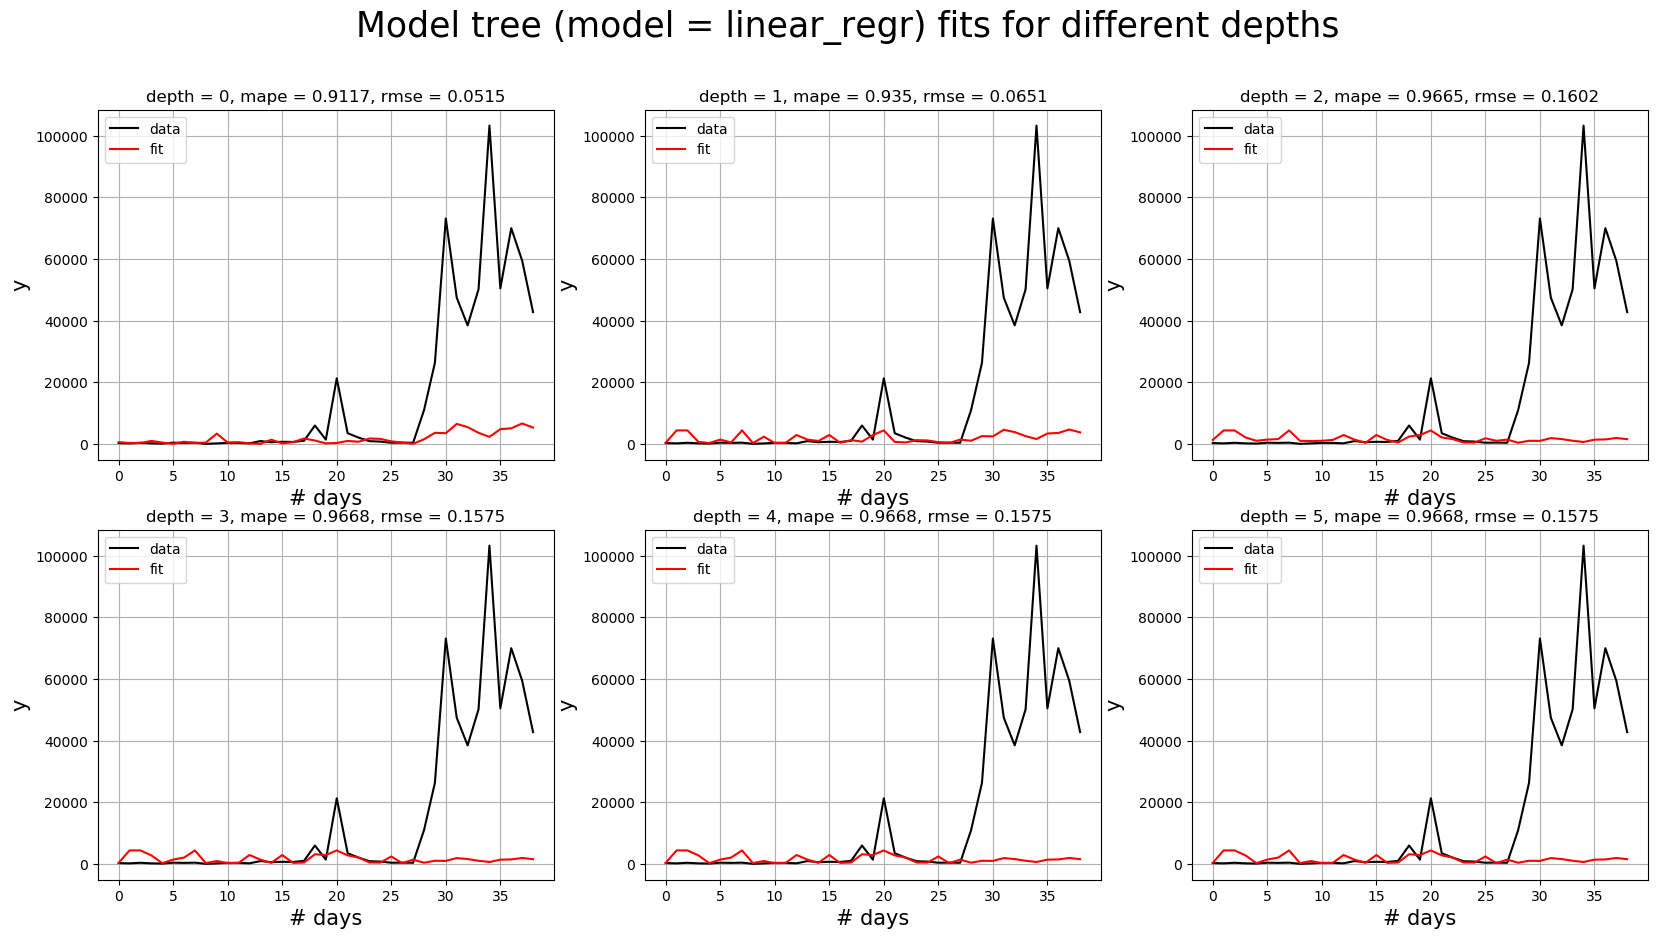 Model tree (model = linear_regr) fits for different depths
depth = 0, mape = 0.9117, rmse = 0.0515
data
fit
100000
80000
60000
40000
20000
0
y
0 5 10 15 20 25 30 35
# days
depth = 1, mape = 0.935, rmse = 0.0651
data
fit
100000
80000
60000
40000
20000
0
y
0 5 10 15 20 25 30 35
# days
depth = 2, mape = 0.9665, rmse = 0.1602
data
fit
100000
80000
60000
40000
20000
0
y
0 5 10 15 20 25 30 35
# days
depth = 3, mape = 0.9668, rmse = 0.1575
data
fit
100000
80000
60000
40000
20000
0
y
0 5 10 15 20 25 30 35
# days
depth = 4, mape = 0.9668, rmse = 0.1575
data
fit
100000
80000
60000
40000
20000
0
y
0 5 10 15 20 25 30 35
# days
depth = 5, mape = 0.9668, rmse = 0.1575
data
fit
100000
80000
60000
40000
20000
0
y
0 5 10 15 20 25 30 35
# days